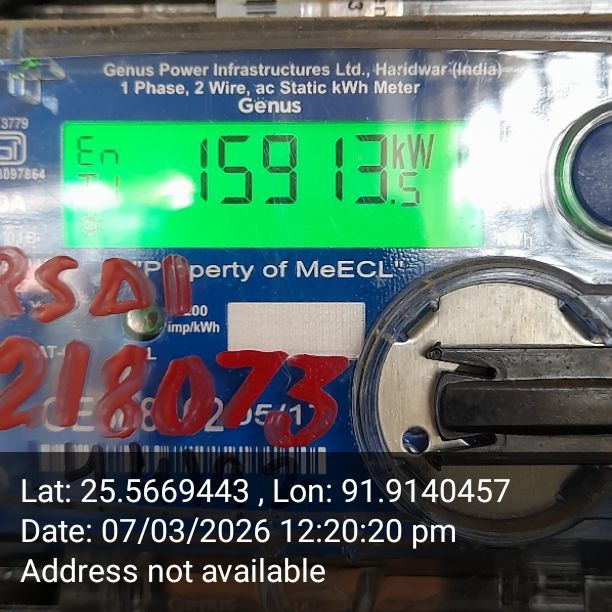 Genus Power Infrastructures Ltd., Haridwar (India)
1 Phase, 2 Wire, ac Static kWh Meter
Genus
En 15913.5 kW
"Property of MeECL"
imp/kWh
RSD11
218073
Lat: 25.5669443 , Lon: 91.9140457
Date: 07/03/2026 12:20:20 pm
Address not available